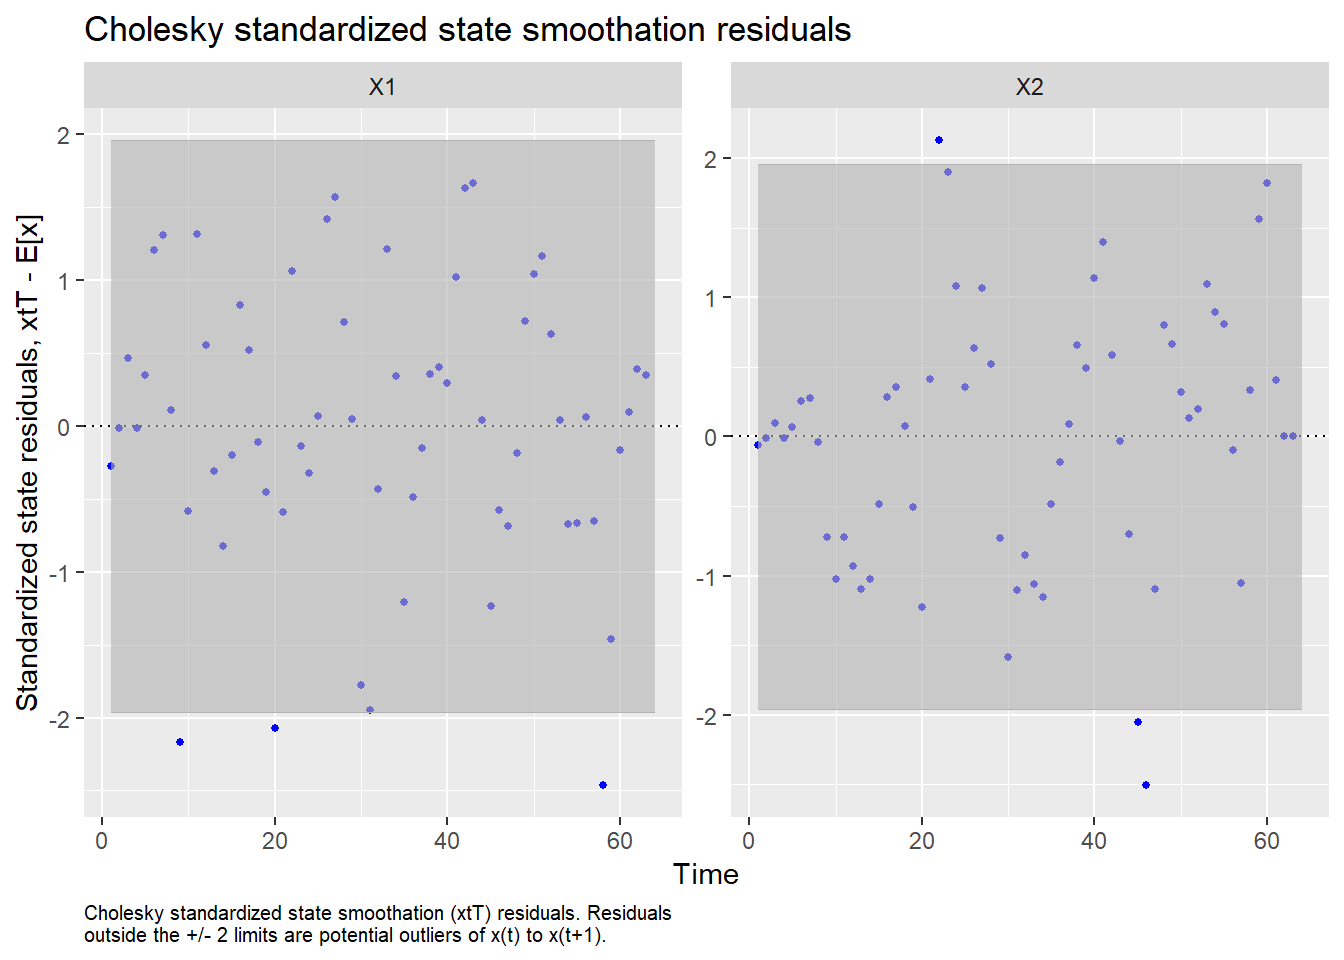 Cholesky standardized state smoothation residuals
X1
X2
Standardized state residuals, xtT - E[x]
2
1
0
-1
-2
2
1
0
-1
-2
0
20
40
60
0
20
40
60
Time
Cholesky standardized state smoothation (xtT) residuals. Residuals
outside the +/- 2 limits are potential outliers of x(t) to x(t+1).